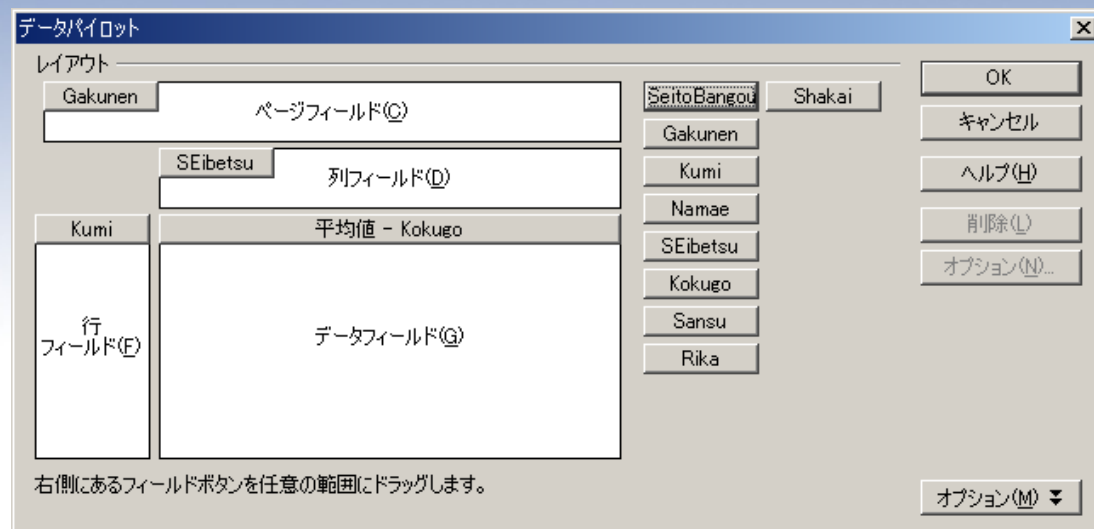 データパイロット
レイアウト
Gakunen
ページフィールド(C)
SEibetsu
列フィールド(D)
Kumi
平均値 - Kokugo
行
フィールド(F)
データフィールド(G)
SeitoBangou
Shakai
Gakunen
Kumi
Namae
SEibetsu
Kokugo
Sansu
Rika
OK
キャンセル
ヘルプ(H)
削除(L)
オプション(N)...
右側にあるフィールドボタンを任意の範囲にドラッグします。
オプション(M)